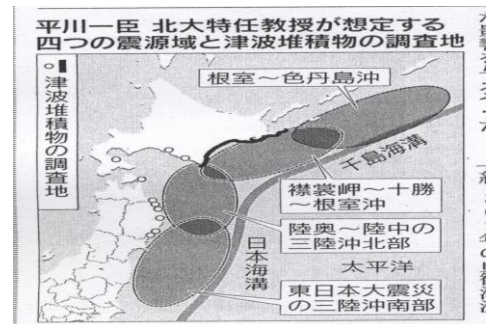 平川一臣 北大特任教授が想定する
四つの震源域と津波堆積物の調査地
津波堆積物の調査地
根室〜色丹島沖
千島海溝
襟裳岬〜十勝
〜根室沖
陸奥〜陸中の
三陸沖北部
日本海溝
太平洋
東日本大震災
の三陸沖南部